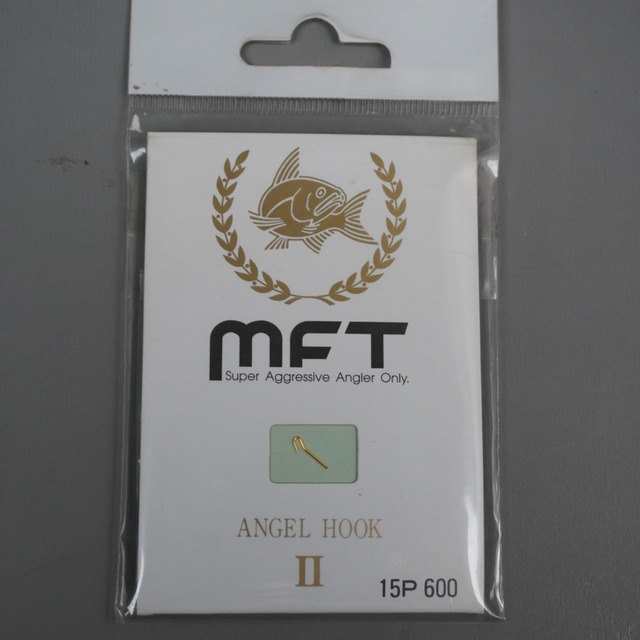 MFT
Super Aggressive Angler Only.
ANGEL HOOK
II
15P 600